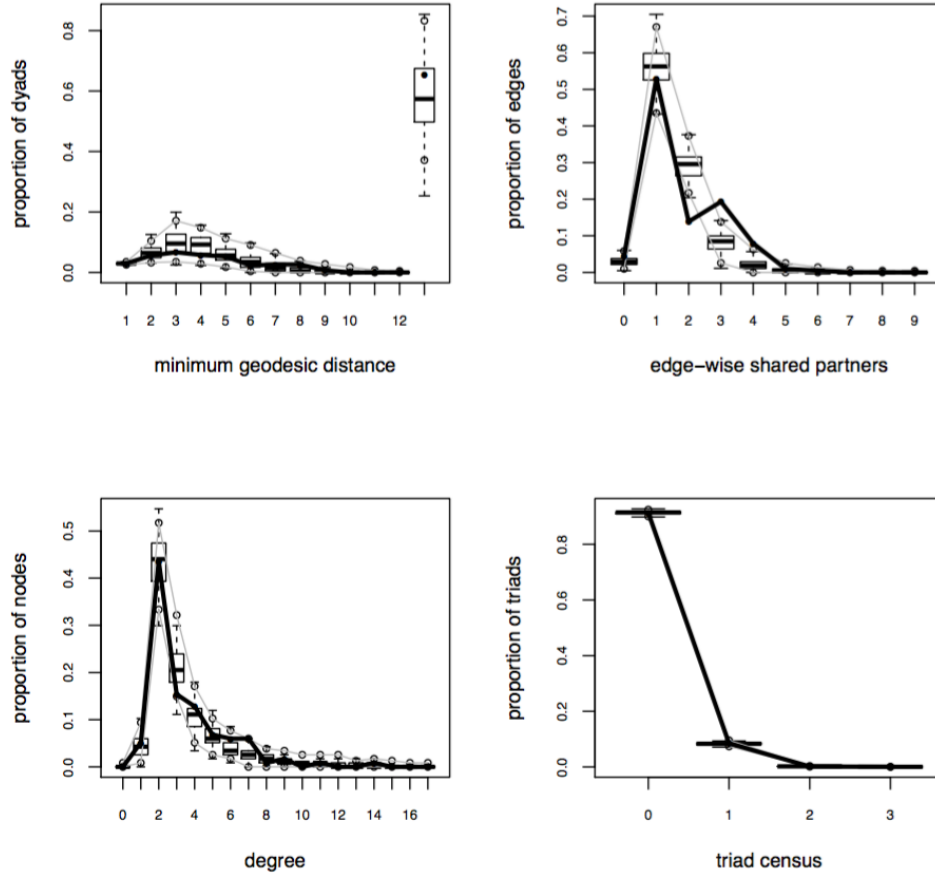 proportion of dyads
0.0 0.2 0.4 0.6 0.8
1 2 3 4 5 6 7 8 9 10 12
minimum geodesic distance
proportion of edges
0.0 0.1 0.2 0.3 0.4 0.5 0.6 0.7
0 1 2 3 4 5 6 7 8 9
edge−wise shared partners
proportion of nodes
0.0 0.1 0.2 0.3 0.4 0.5
0 2 4 6 8 10 12 14 16
degree
proportion of triads
0.0 0.2 0.4 0.6 0.8
0 1 2 3
triad census